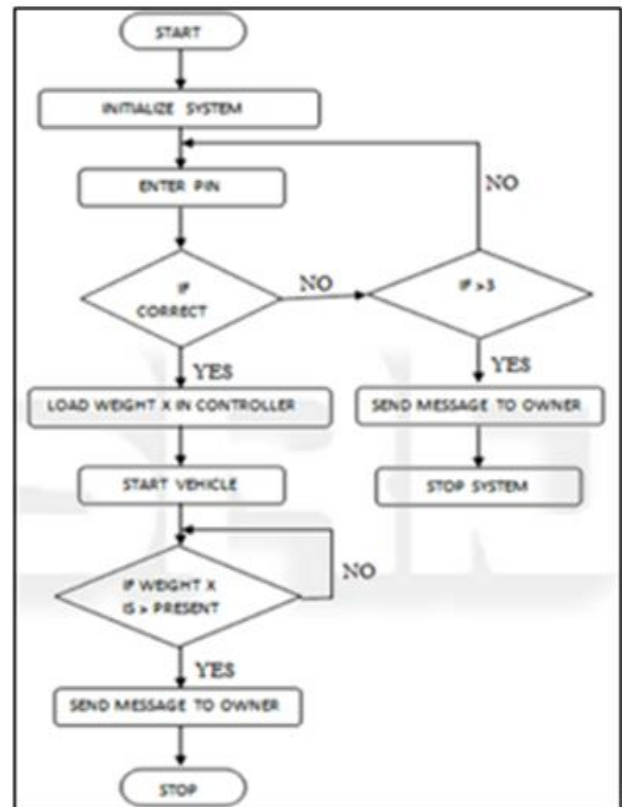 START
INITIALIZE SYSTEM
ENTER PIN
NO
IF
CORRECT
NO
IF >3
YES
YES
LOAD WEIGHT X IN CONTROLLER
SEND MESSAGE TO OWNER
START VEHICLE
STOP SYSTEM
IF WEIGHT X
IS > PRESENT
NO
YES
SEND MESSAGE TO OWNER
STOP